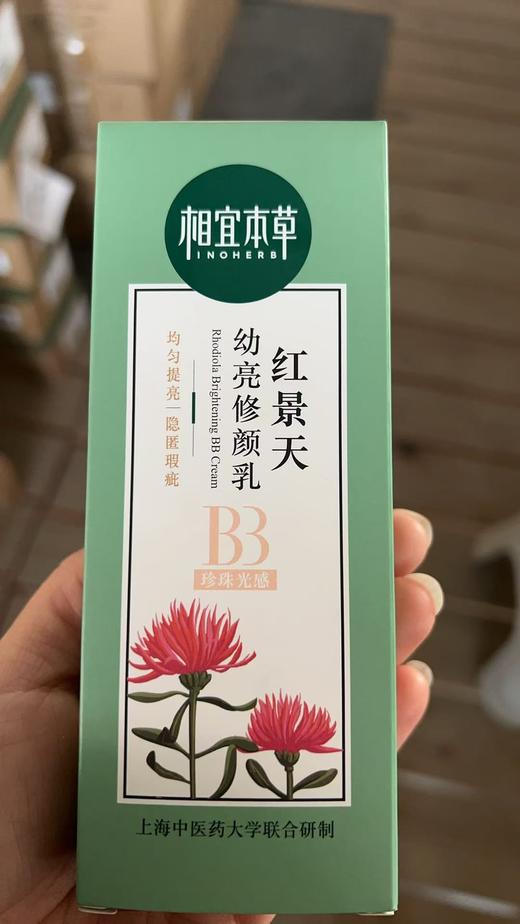 相宜本草
INOHERB
红景天
幼亮修颜乳
Rhodiola Brightening BB Cream
均匀提亮｜隐匿瑕疵
BB
珍珠光感
上海中医药大学联合研制